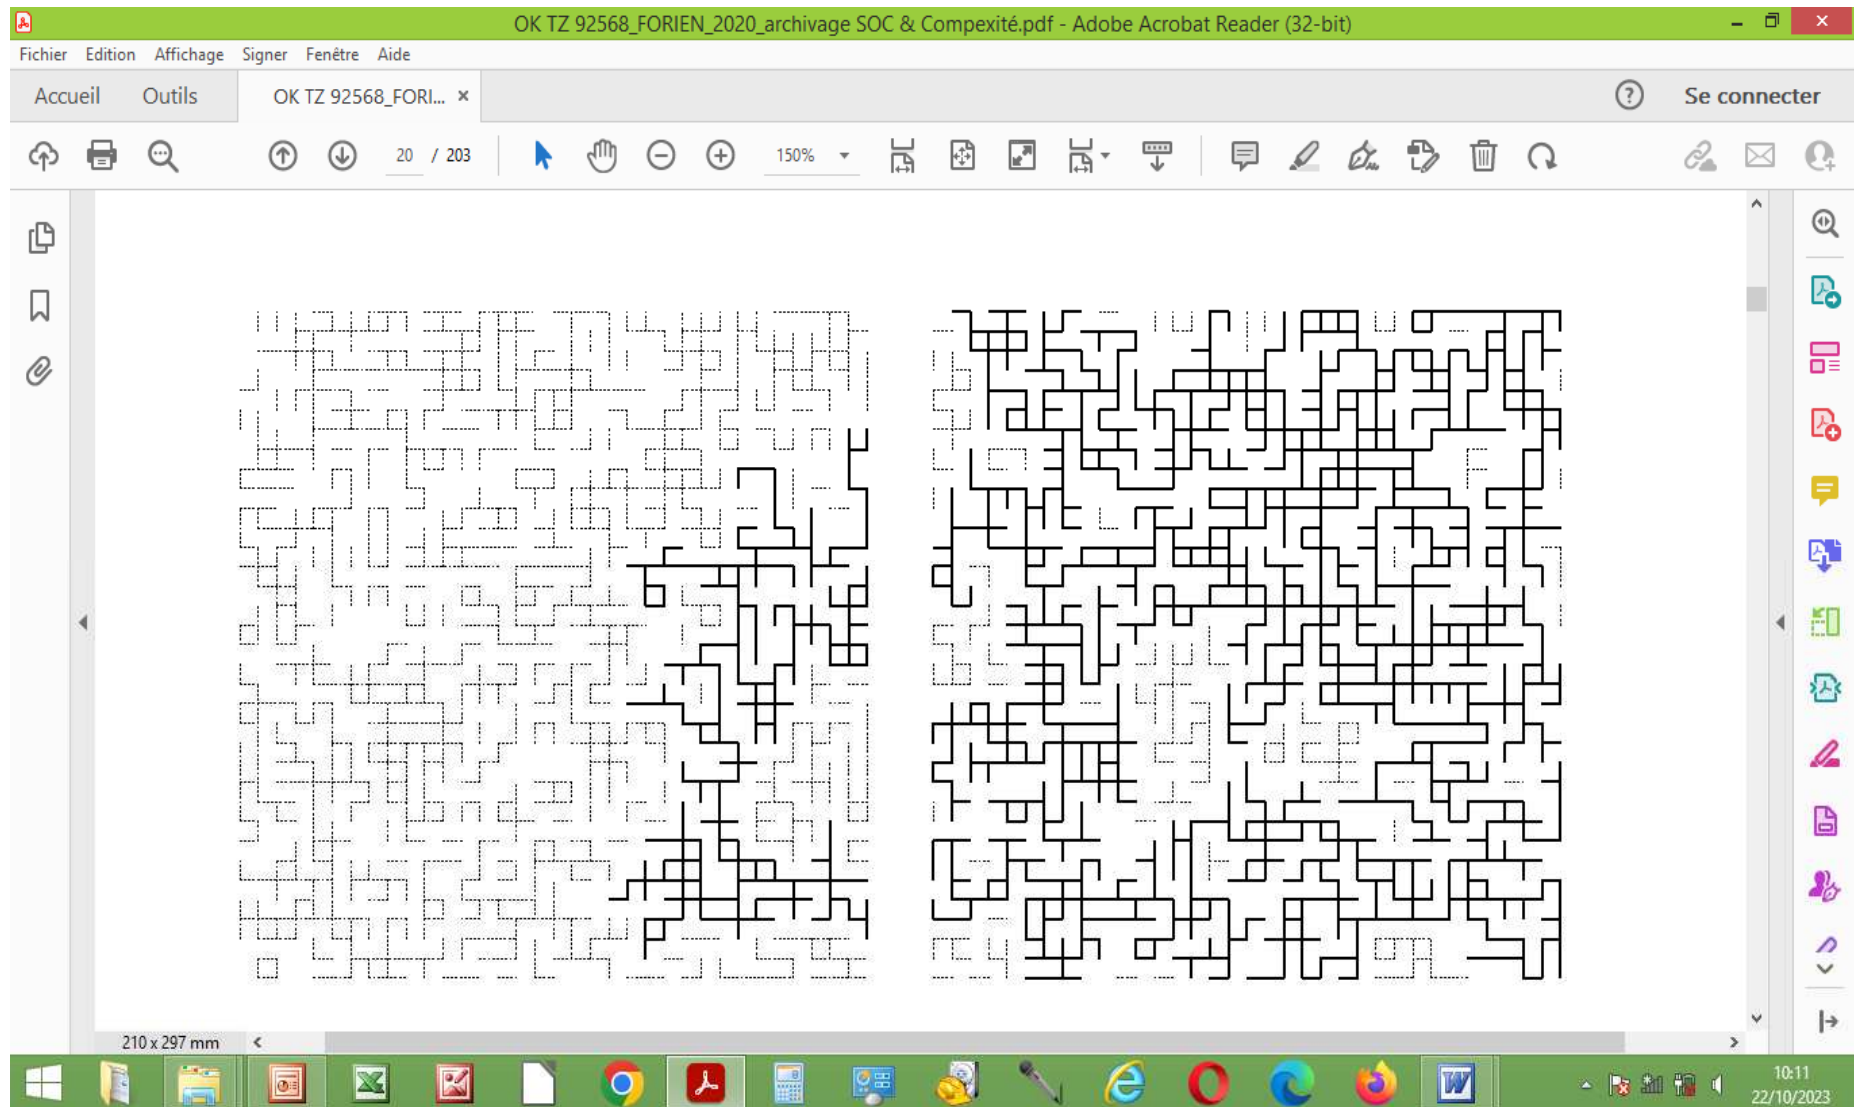 OK TZ 92568_FORIEN_2020_archivage SOC & Compexité.pdf - Adobe Acrobat Reader (32-bit)
Fichier Edition Affichage Signer Fenêtre Aide
Accueil Outils OK TZ 92568_FORI... × Se connecter
20 / 203 150%
210 x 297 mm
10:11
22/10/2023